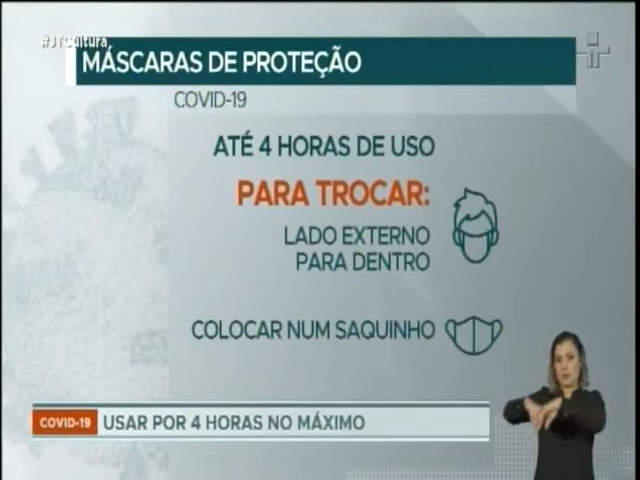 #JTCultura
MÁSCARAS DE PROTEÇÃO
COVID-19
ATÉ 4 HORAS DE USO
PARA TROCAR:
LADO EXTERNO
PARA DENTRO
COLOCAR NUM SAQUINHO
COVID-19 USAR POR 4 HORAS NO MÁXIMO